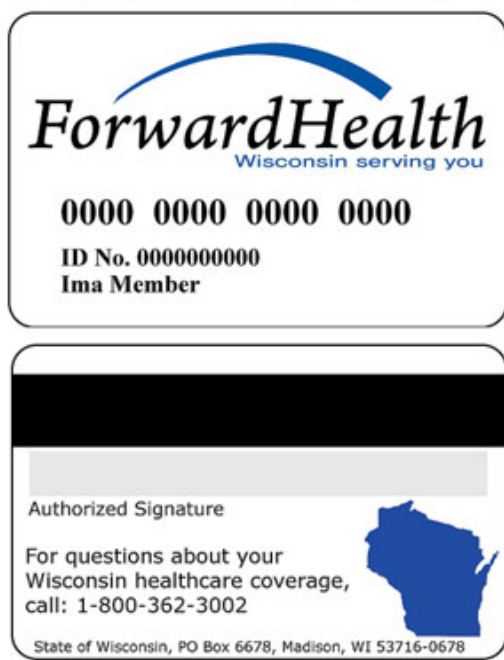 ForwardHealth
Wisconsin serving you
0000 0000 0000 0000
ID No. 0000000000
Ima Member
Authorized Signature
For questions about your
Wisconsin healthcare coverage,
call: 1-800-362-3002
State of Wisconsin, PO Box 6678, Madison, WI 53716-0678